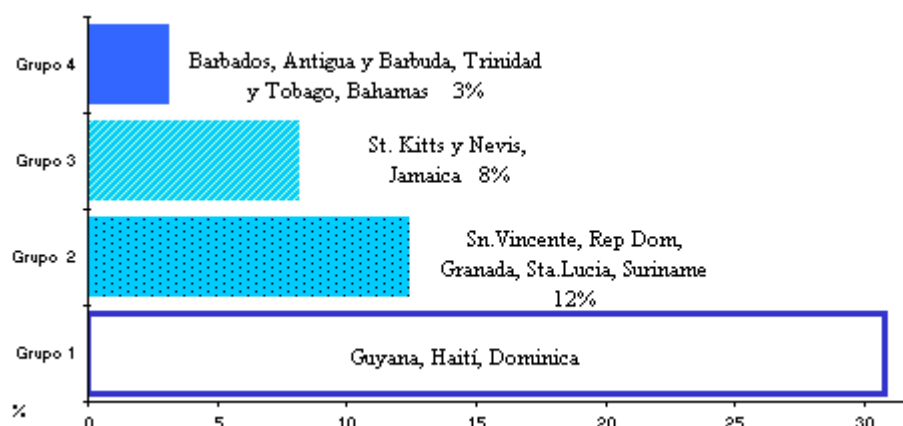 Grupo 4
Barbados, Antigua y Barbuda, Trinidad
y Tobago, Bahamas 3%
Grupo 3
St. Kitts y Nevis,
Jamaica 8%
Grupo 2
Sn.Vincente, Rep Dom,
Granada, Sta.Lucia, Suriname
12%
Grupo 1
Guyana, Haití, Dominica
%
0 5 10 15 20 25 30